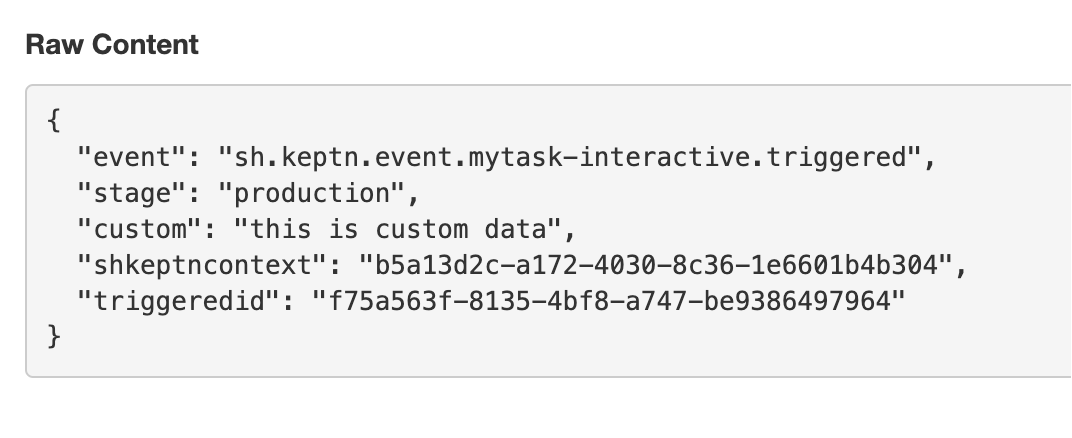 Raw Content
{
"event": "sh.keptn.event.mytask-interactive.triggered",
"stage": "production",
"custom": "this is custom data",
"shkeptncontext": "b5a13d2c-a172-4030-8c36-1e6601b4b304",
"triggeredid": "f75a563f-8135-4bf8-a747-be9386497964"
}